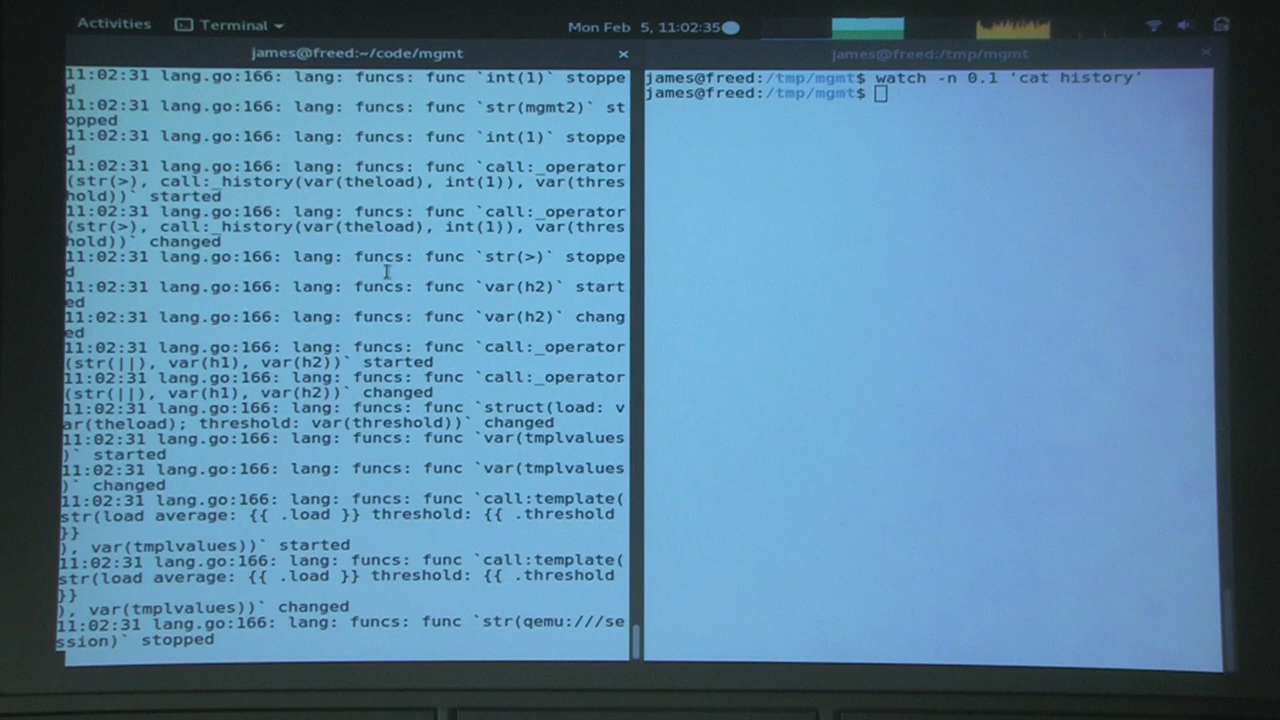 Activities Terminal Mon Feb 5, 11:02:35
james@freed:~/code/mgmt ×
11:02:31 lang.go:166: lang: funcs: func `int(1)` stoppe
d
11:02:31 lang.go:166: lang: funcs: func `str(mgmt2)` st
opped
11:02:31 lang.go:166: lang: funcs: func `int(1)` stoppe
d
11:02:31 lang.go:166: lang: funcs: func `call:_operator
(str(>), call:_history(var(theload), int(1)), var(thres
hold))` started
11:02:31 lang.go:166: lang: funcs: func `call:_operator
(str(>), call:_history(var(theload), int(1)), var(thres
hold))` changed
11:02:31 lang.go:166: lang: funcs: func `str(>)` stoppe
d
11:02:31 lang.go:166: lang: funcs: func `var(h2)` start
ed
11:02:31 lang.go:166: lang: funcs: func `var(h2)` chang
ed
11:02:31 lang.go:166: lang: funcs: func `call:_operator
(str(||), var(h1), var(h2))` started
11:02:31 lang.go:166: lang: funcs: func `call:_operator
(str(||), var(h1), var(h2))` changed
11:02:31 lang.go:166: lang: funcs: func `struct(load: v
ar(theload); threshold: var(threshold))` changed
11:02:31 lang.go:166: lang: funcs: func `var(tmplvalues
)` started
11:02:31 lang.go:166: lang: funcs: func `var(tmplvalues
)` changed
11:02:31 lang.go:166: lang: funcs: func `call:template(
str(load average: {{ .load }} threshold: {{ .threshold
}}
), var(tmplvalues))` started
11:02:31 lang.go:166: lang: funcs: func `call:template(
str(load average: {{ .load }} threshold: {{ .threshold
}}
), var(tmplvalues))` changed
11:02:31 lang.go:166: lang: funcs: func `str(qemu:///se
ssion)` stopped
james@freed:/tmp/mgmt ×
james@freed:/tmp/mgmt$ watch -n 0.1 'cat history'
james@freed:/tmp/mgmt$